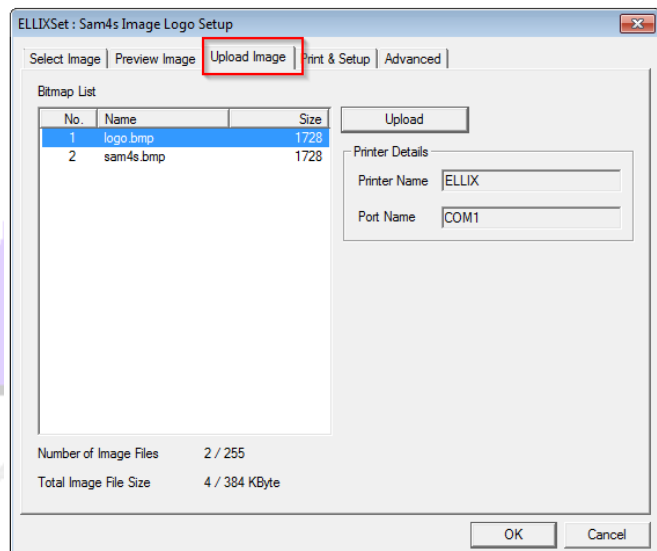 ELLIXSet : Sam4s Image Logo Setup
Select Image Preview Image Upload Image Print & Setup Advanced
Bitmap List
No. Name Size
1 logo.bmp 1728
2 sam4s.bmp 1728
Upload
Printer Details
Printer Name ELLIX
Port Name COM1
Number of Image Files 2 / 255
Total Image File Size 4 / 384 KByte
OK Cancel